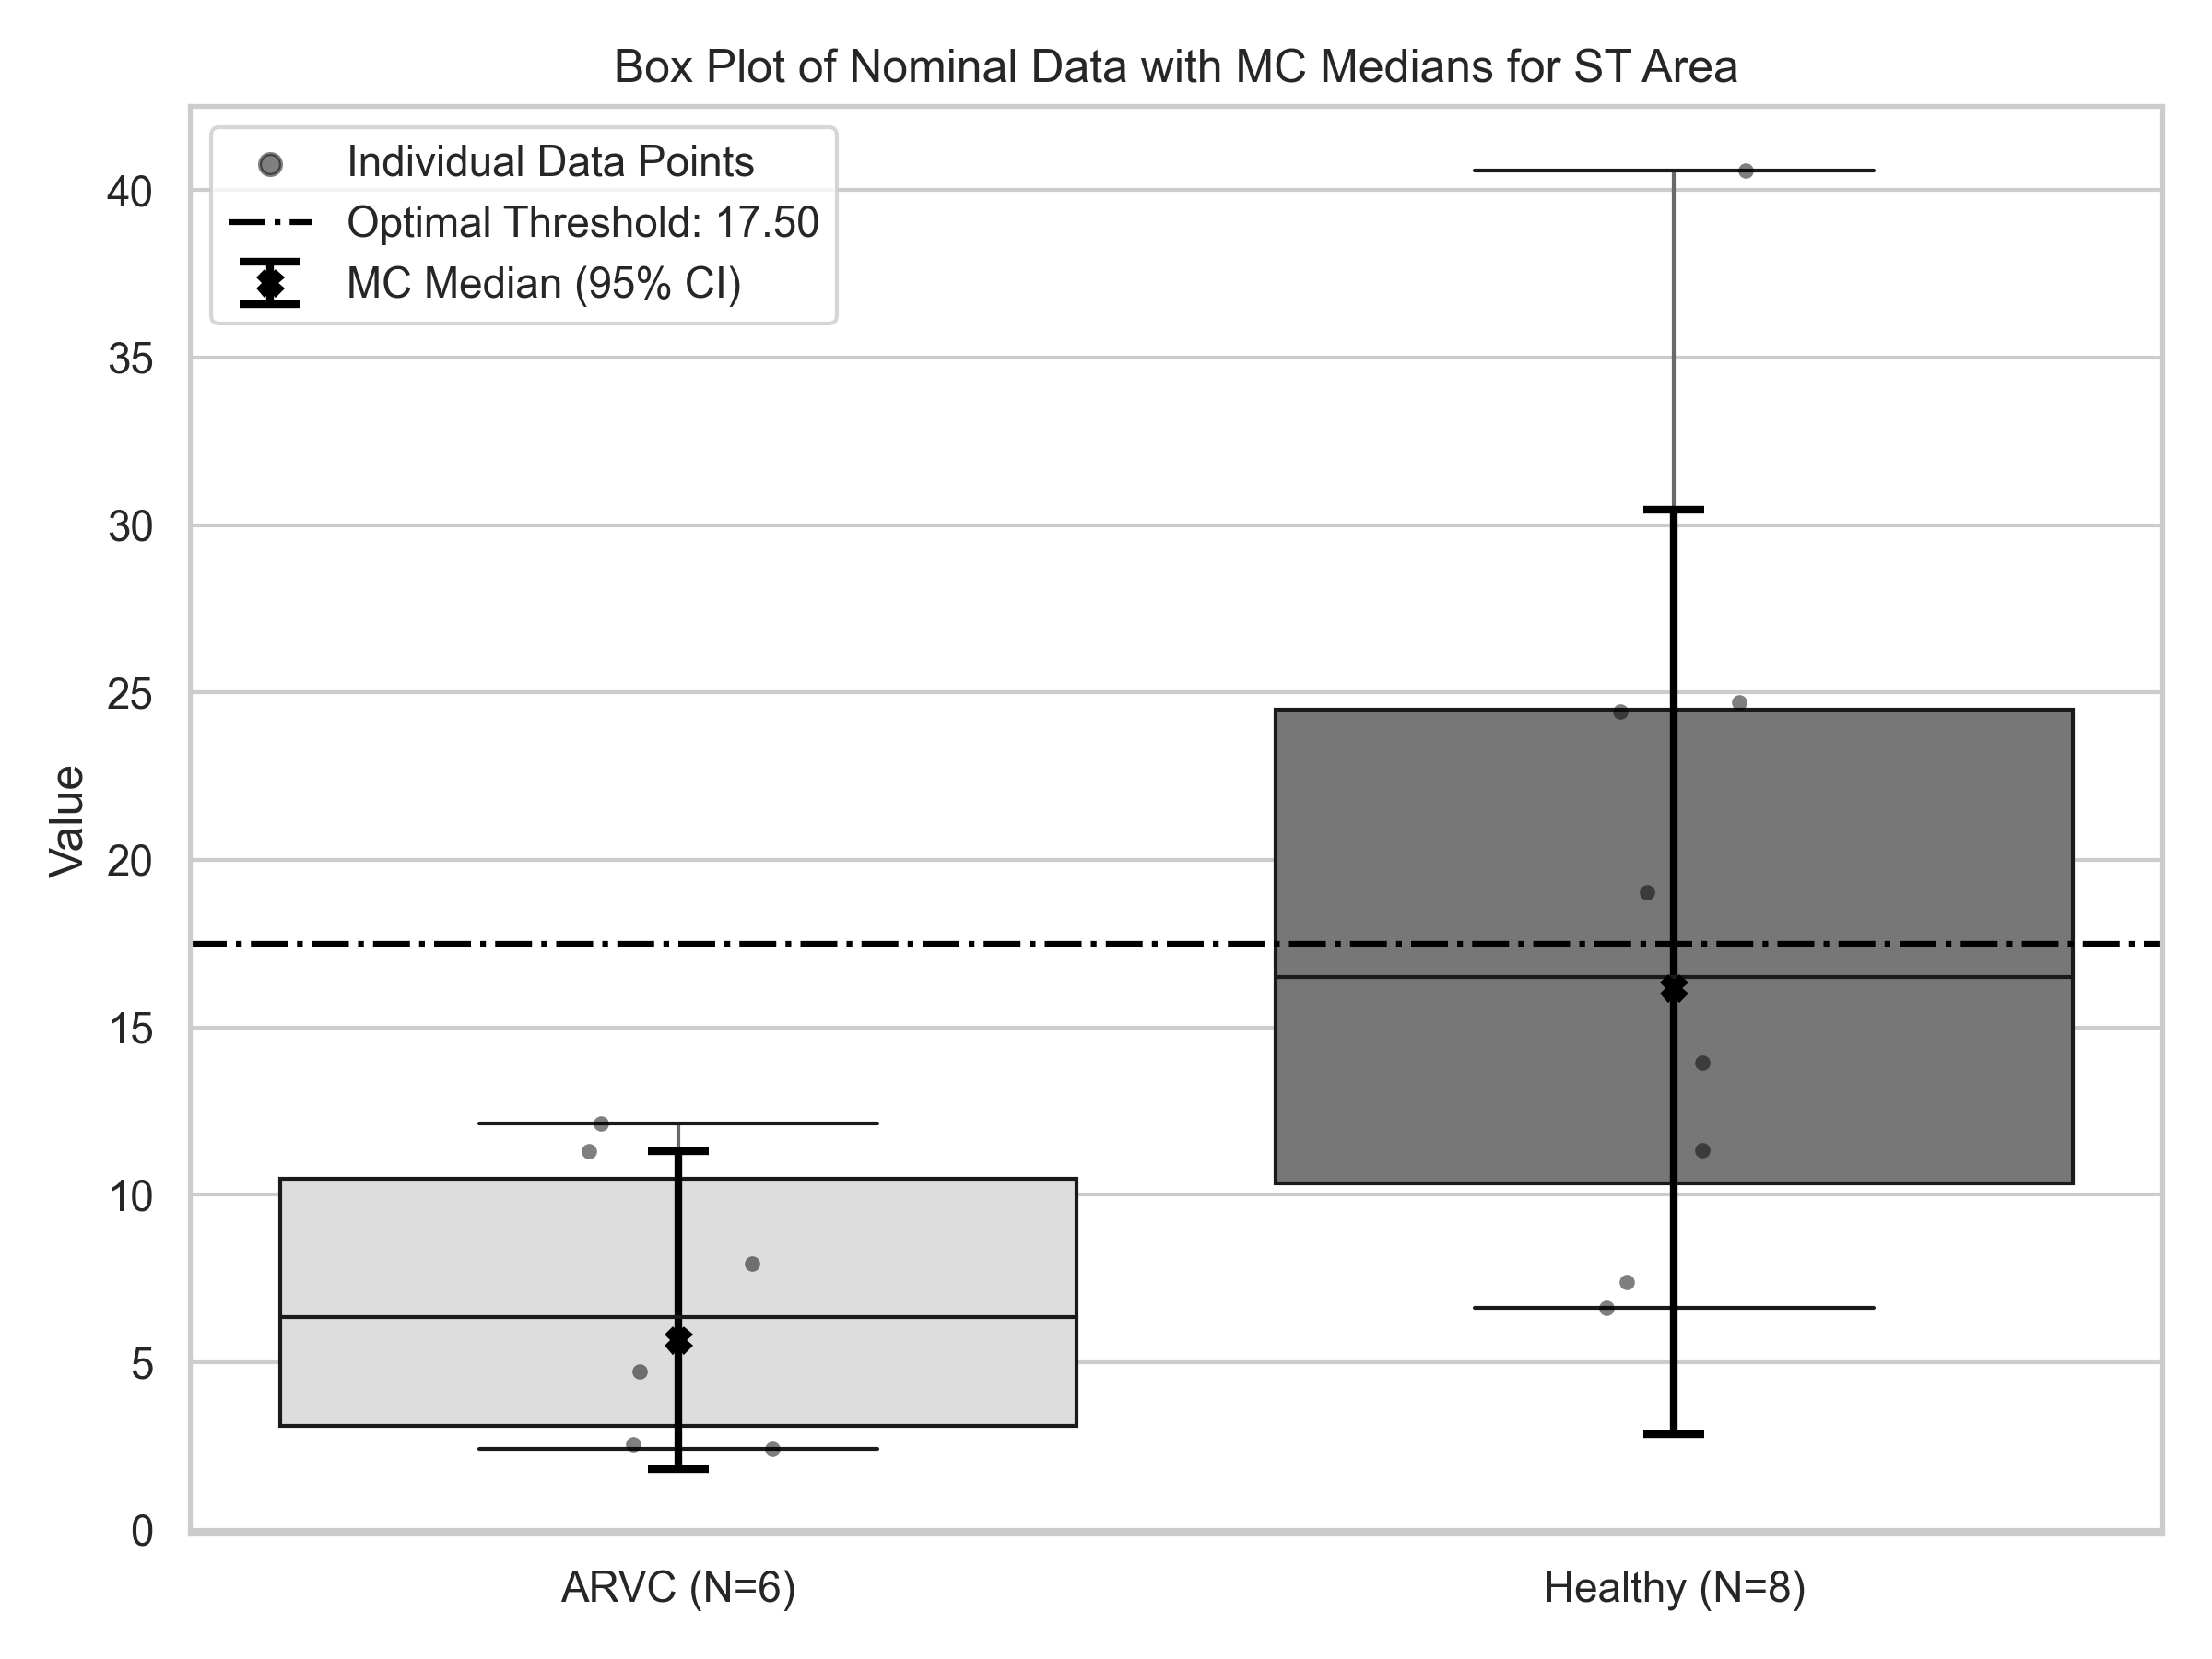 Box Plot of Nominal Data with MC Medians for ST Area
Individual Data Points
Optimal Threshold: 17.50
MC Median (95% CI)
40
35
30
25
20
15
10
5
0
Value
ARVC (N=6)
Healthy (N=8)